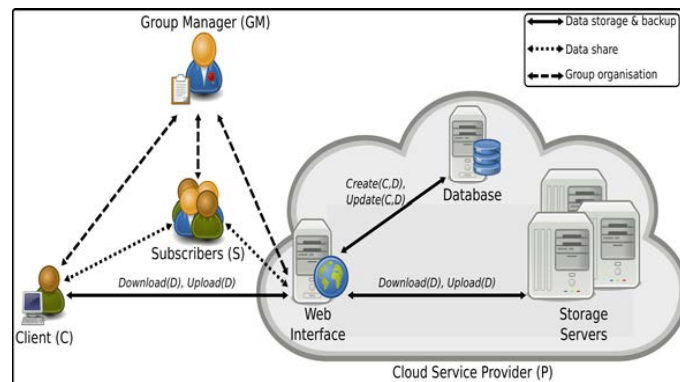 Group Manager (GM)
Data storage & backup
Data share
Group organisation
Create(C,D),
Update(C,D)
Database
Subscribers (S)
Download(D), Upload(D)
Download(D), Upload(D)
Client (C)
Web
Interface
Storage
Servers
Cloud Service Provider (P)